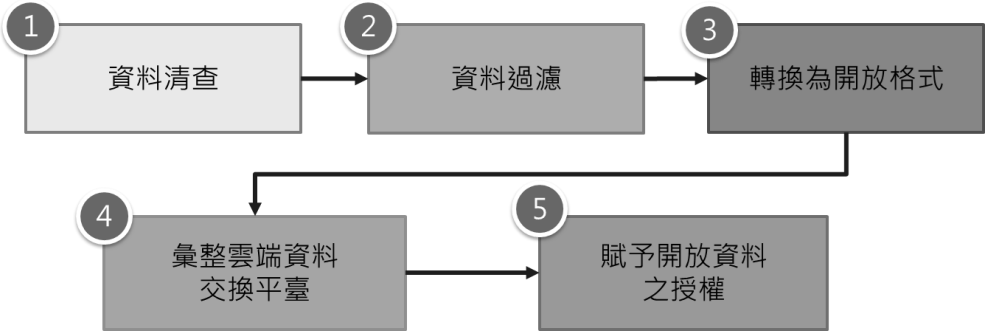 1
資料清查
2
資料過濾
3
轉換為開放格式
4
彙整雲端資料
交換平臺
5
賦予開放資料
之授權